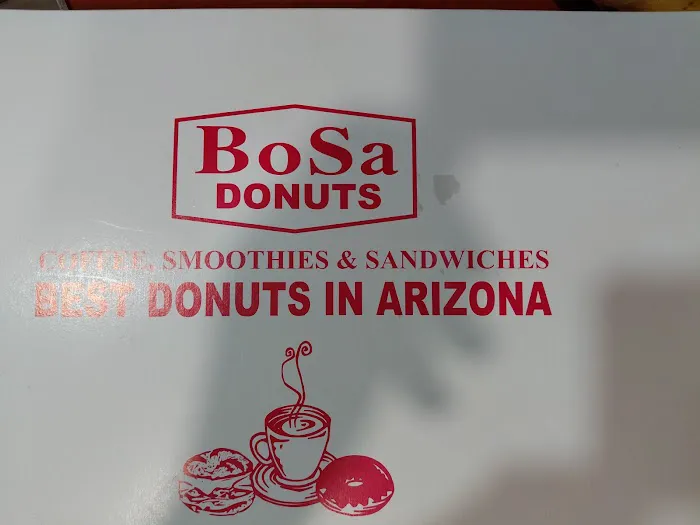 BoSa
DONUTS
COFFEE, SMOOTHIES & SANDWICHES
BEST DONUTS IN ARIZONA